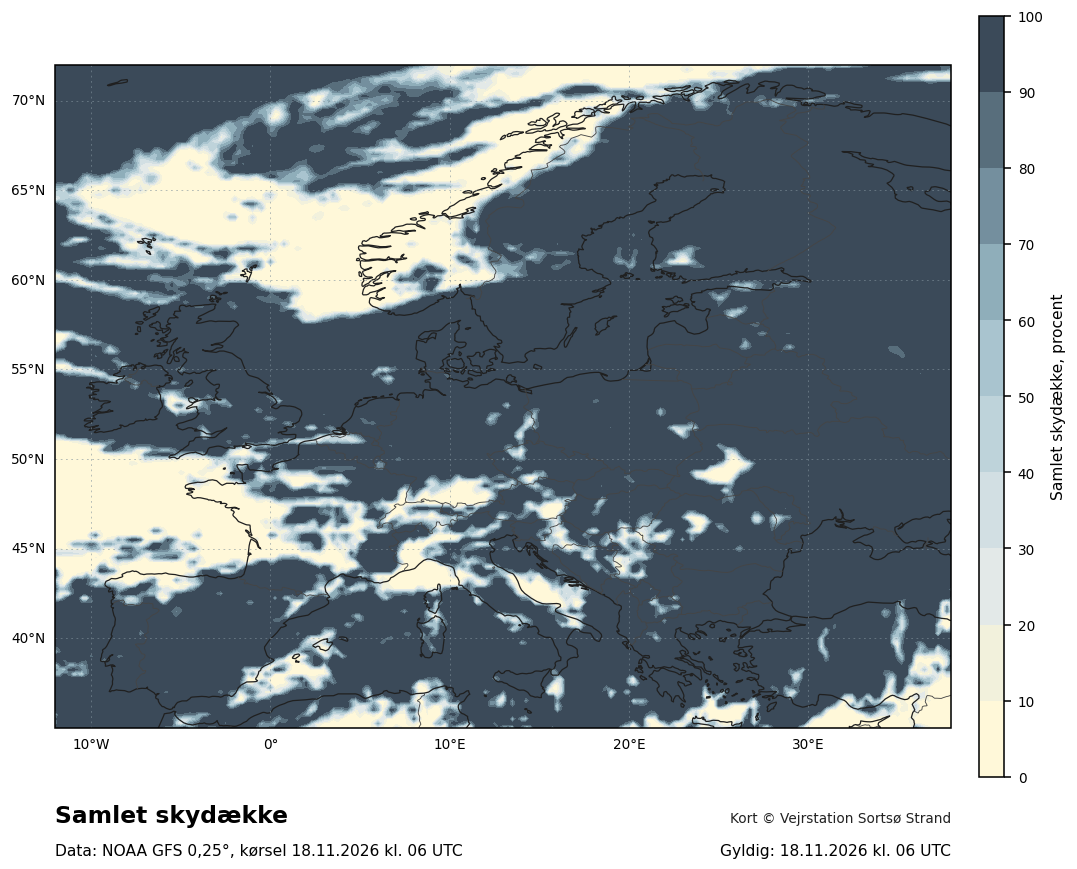 70°N
65°N
60°N
55°N
50°N
45°N
40°N
10°W
0°
10°E
20°E
30°E
100
90
80
70
60
50
40
30
20
10
0
Samlet skydække, procent
Samlet skydække
Kort © Vejrstation Sortsø Strand
Data: NOAA GFS 0,25°, kørsel 18.11.2026 kl. 06 UTC
Gyldig: 18.11.2026 kl. 06 UTC